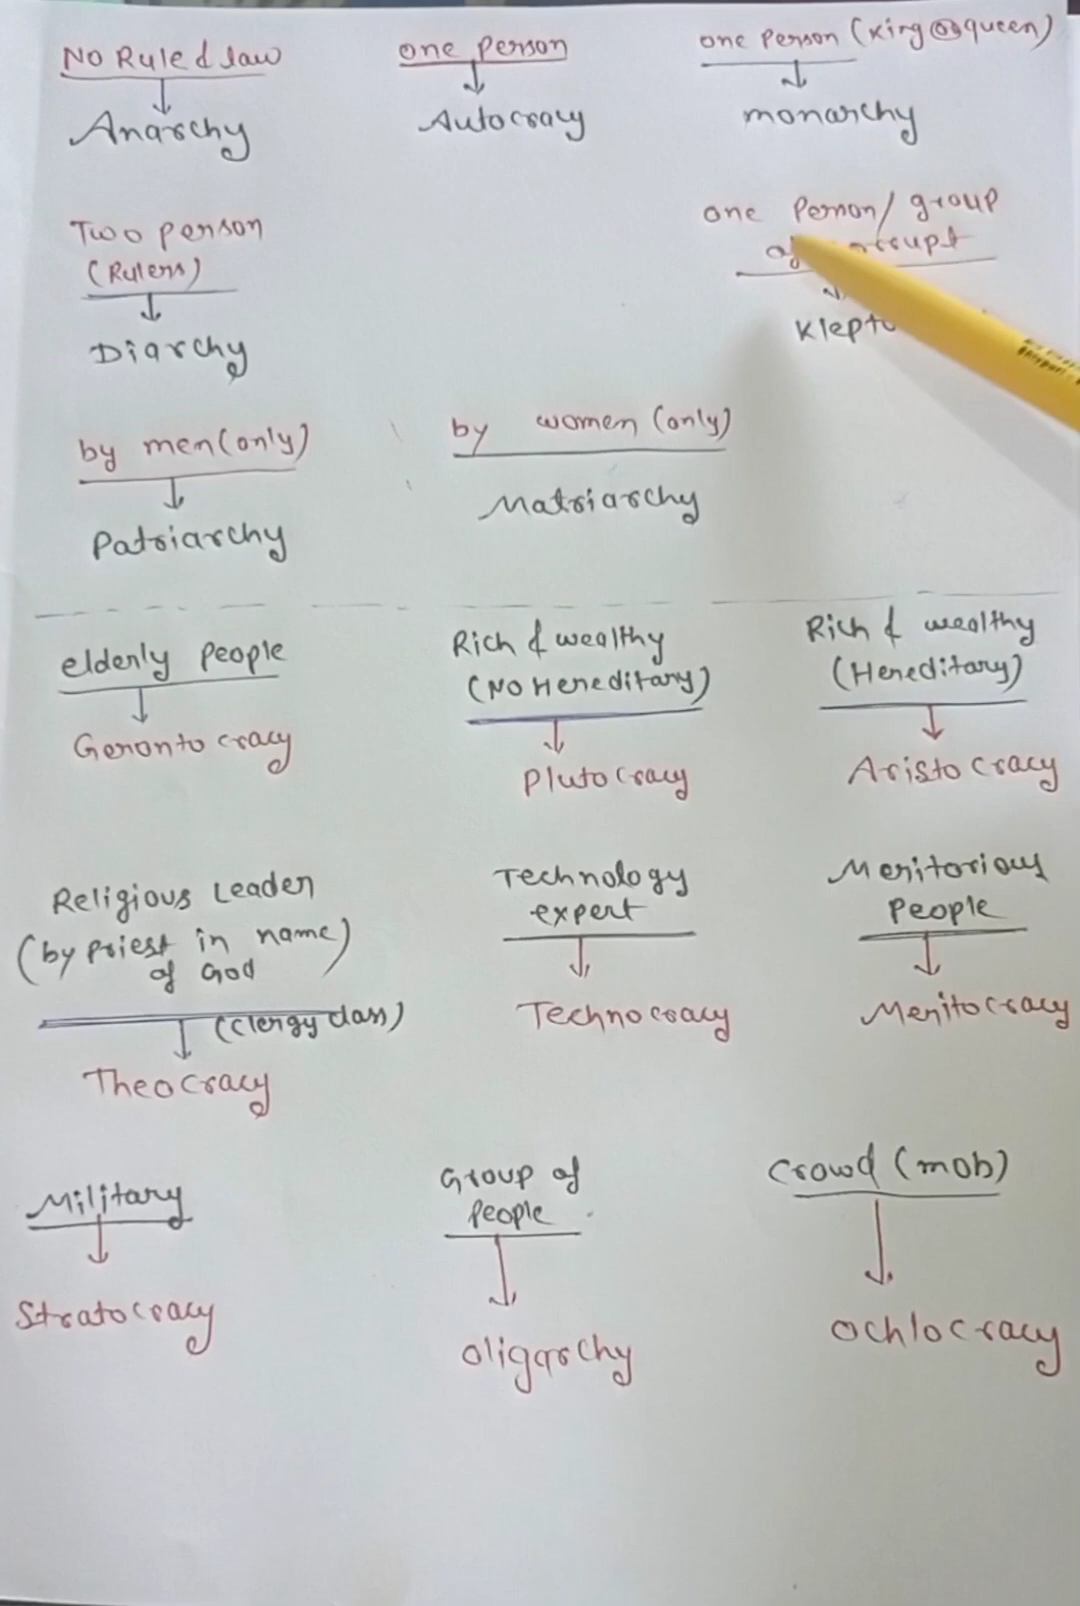 No Rule & law
Anarchy
one person
Autocracy
one person (King or queen)
monarchy
Two person
(Rulers)
Diarchy
one person/ group
of
Klepto
by men (only)
Patriarchy
by women (only)
Matriarchy
elderly people
Gerontocracy
Rich & wealthy
(No Hereditary)
Plutocracy
Rich & wealthy
(Hereditary)
Aristocracy
Religious Leader
(by Priest in name
of God)
(Clergy class)
Theocracy
Technology
expert
Technocracy
Meritorious
People
Meritocracy
Military
Stratocracy
Group of
People
Oligarchy
Crowd (mob)
Ochlocracy